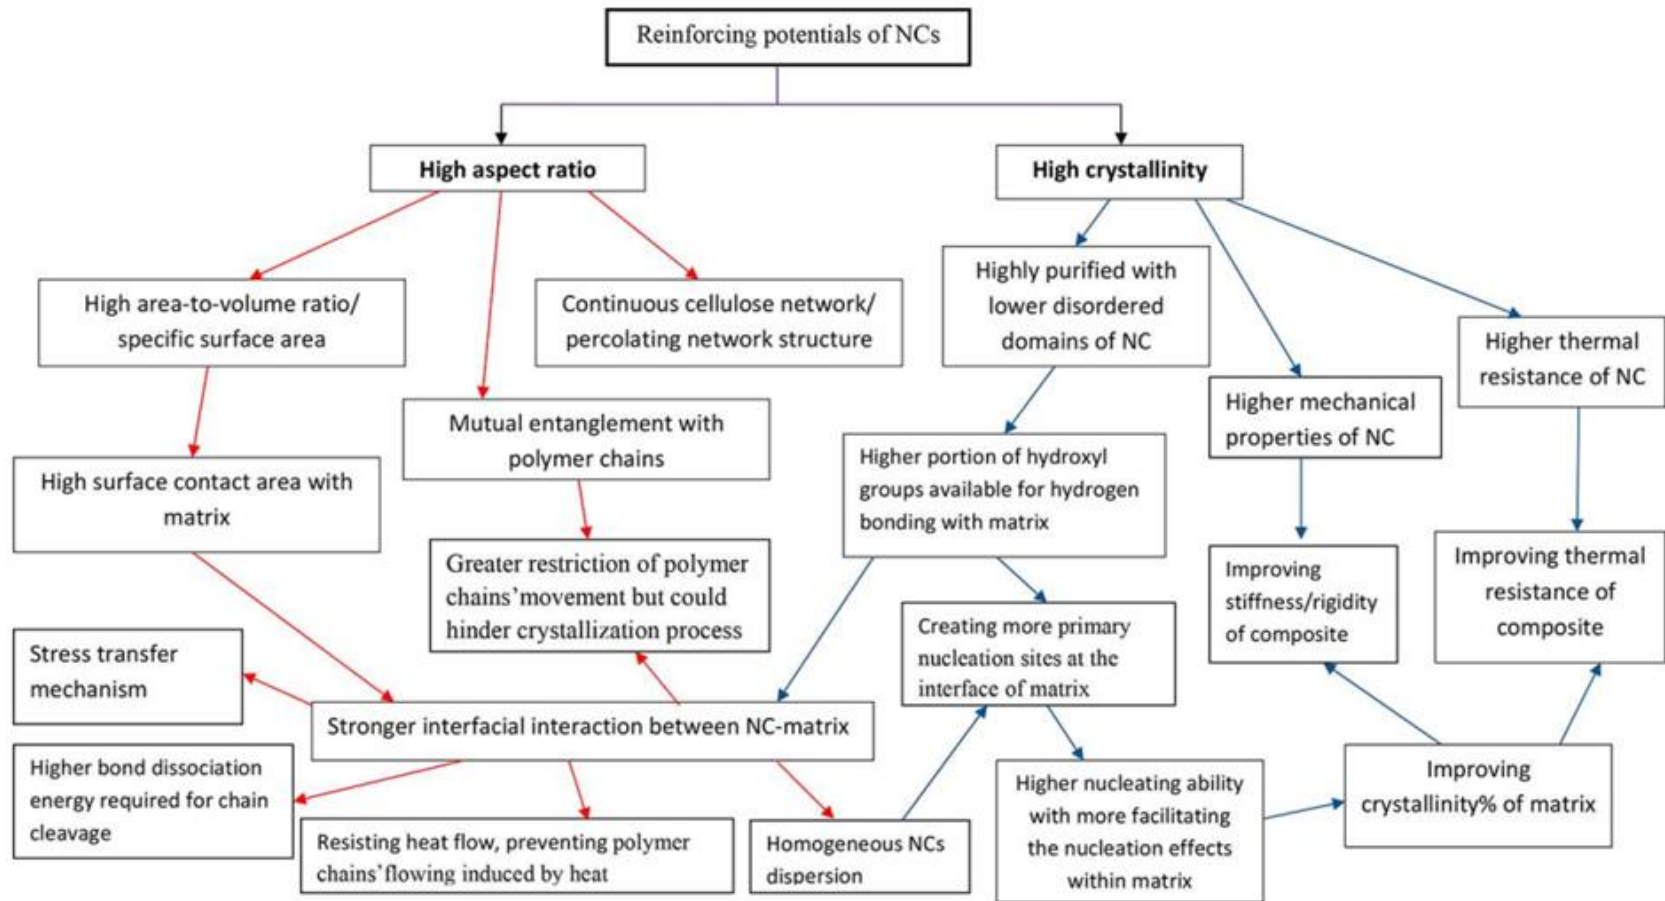 Reinforcing potentials of NCs
High aspect ratio
High crystallinity
High area-to-volume ratio/
specific surface area
Continuous cellulose network/
percolating network structure
Highly purified with
lower disordered
domains of NC
Higher thermal
resistance of NC
Higher mechanical
properties of NC
Mutual entanglement with
polymer chains
High surface contact area with
matrix
Higher portion of hydroxyl
groups available for hydrogen
bonding with matrix
Greater restriction of polymer
chains’movement but could
hinder crystallization process
Improving
stiffness/rigidity
of composite
Improving thermal
resistance of
composite
Creating more primary
nucleation sites at the
interface of matrix
Stress transfer
mechanism
Stronger interfacial interaction between NC-matrix
Higher bond dissociation
energy required for chain
cleavage
Resisting heat flow, preventing polymer
chains’flowing induced by heat
Homogeneous NCs
dispersion
Higher nucleating ability
with more facilitating
the nucleation effects
within matrix
Improving
crystallinity% of matrix